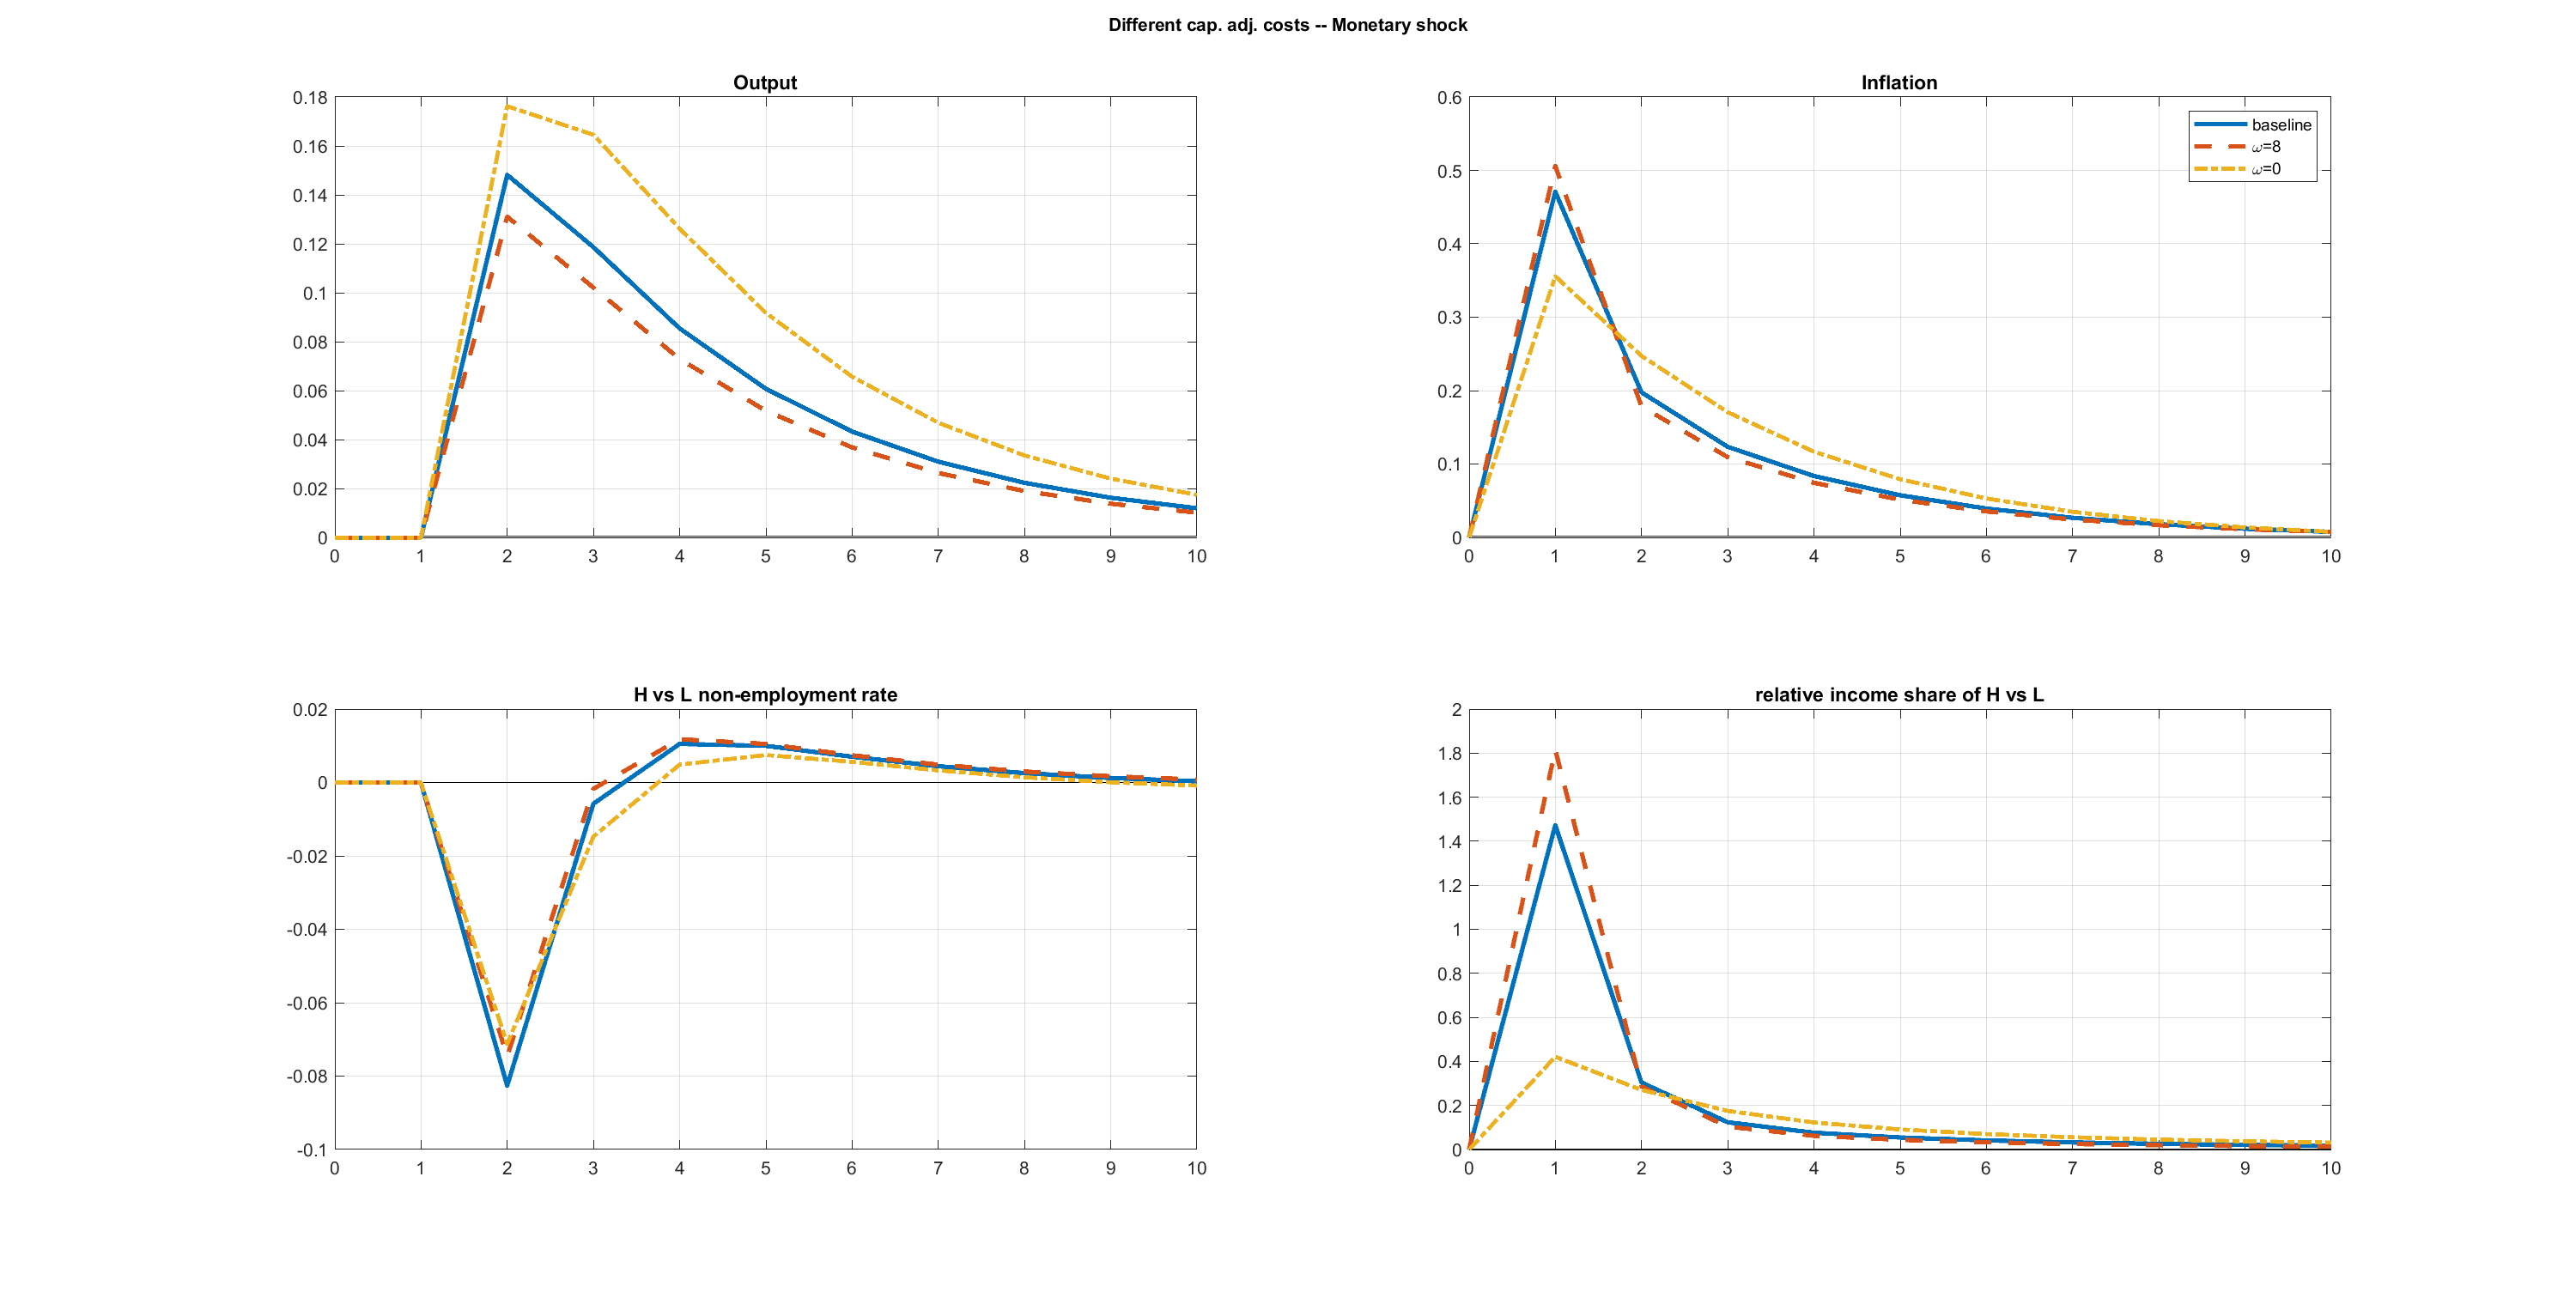 Different cap. adj. costs -- Monetary shock
Output
0.18
0.16
0.14
0.12
0.1
0.08
0.06
0.04
0.02
0
0 1 2 3 4 5 6 7 8 9 10
Inflation
0.6
0.5
0.4
0.3
0.2
0.1
0
0 1 2 3 4 5 6 7 8 9 10
baseline
ω=8
ω=0
H vs L non-employment rate
0.02
0
-0.02
-0.04
-0.06
-0.08
-0.1
0 1 2 3 4 5 6 7 8 9 10
relative income share of H vs L
2
1.8
1.6
1.4
1.2
1
0.8
0.6
0.4
0.2
0
0 1 2 3 4 5 6 7 8 9 10